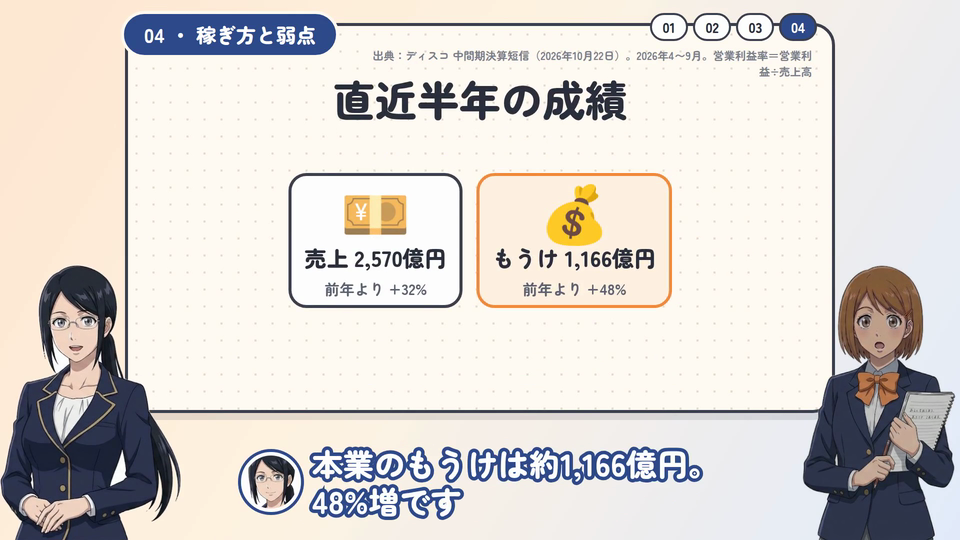 04 ・ 稼ぎ方と弱点
01 02 03 04
出典：ディスコ 中間期決算短信（2026年10月22日）。2026年4〜9月。営業利益率＝営業利
益÷売上高
直近半年の成績
売上 2,570億円
前年より +32%
もうけ 1,166億円
前年より +48%
本業のもうけは約1,166億円。
48%増です